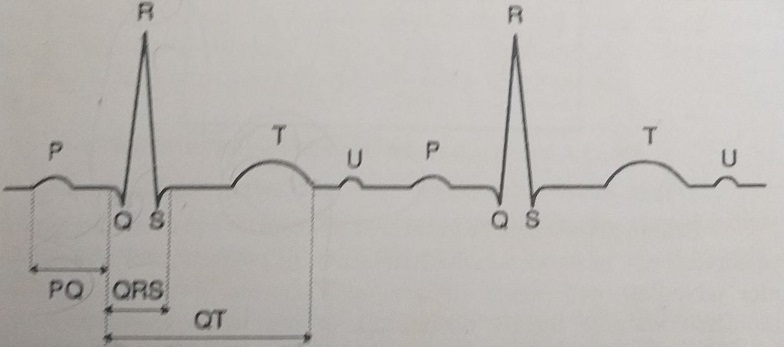 R R
P T U P T U
Q S Q S
PQ QRS
QT